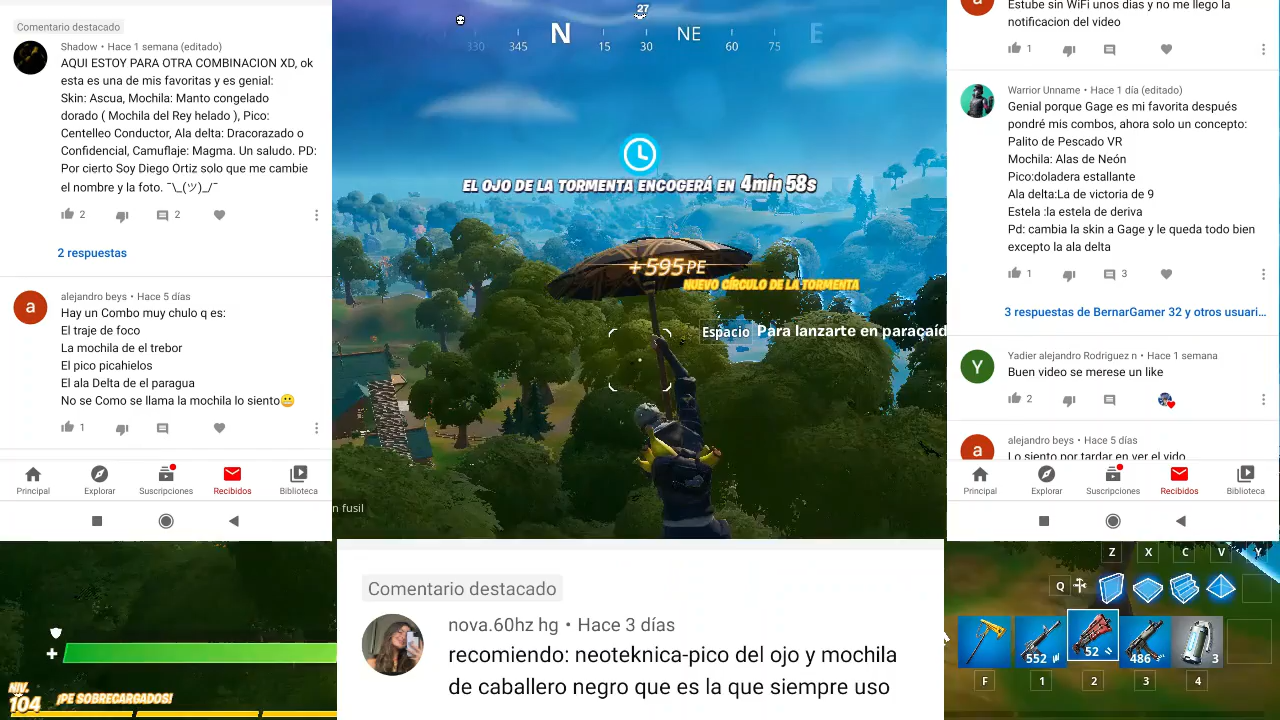 Comentario destacado
Shadow • Hace 1 semana (editado)
AQUI ESTOY PARA OTRA COMBINACION XD, ok
esta es una de mis favoritas y es genial:
Skin: Ascua, Mochila: Manto congelado
dorado ( Mochila del Rey helado ), Pico:
Centelleo Conductor, Ala delta: Dracorazado o
Confidencial, Camuflaje: Magma. Un saludo. PD:
Por cierto Soy Diego Ortiz solo que me cambie
el nombre y la foto. ¯\_(ツ)_/¯
2
2
2 respuestas
a
alejandro beys • Hace 5 días
Hay un Combo muy chulo q es:
El traje de foco
La mochila de el trebor
El pico picahielos
El ala Delta de el paragua
No se Como se llama la mochila lo siento😀
1
Principal
Explorar
Suscripciones
Recibidos
Biblioteca
27
330
345
N
15
30
NE
60
75
E
EL OJO DE LA TORMENTA ENCOGERÁ EN 4min 58s
+595 PE
NUEVO CÍRCULO DE LA TORMENTA
Espacio Para lanzarte en paracaíd
n fusil
a
Estube sin WiFi unos dias y no me llego la
notificacion del video
1
Warrior Unname • Hace 1 día (editado)
Genial porque Gage es mi favorita después
pondré mis combos, ahora solo un concepto:
Palito de Pescado VR
Mochila: Alas de Neón
Pico:doladera estallante
Ala delta:La de victoria de 9
Estela :la estela de deriva
Pd: cambia la skin a Gage y le queda todo bien
excepto la ala delta
1
3
3 respuestas de BernarGamer 32 y otros usuari...
Y
Yadier alejandro Rodriguez n • Hace 1 semana
Buen video se merese un like
2
a
alejandro beys • Hace 5 días
Lo siento por tardar en ver el vido
Principal
Explorar
Suscripciones
Recibidos
Biblioteca
Comentario destacado
nova.60hz hg • Hace 3 días
recomiendo: neoteknica-pico del ojo y mochila
de caballero negro que es la que siempre uso
NIV.
104
¡PE SOBRECARGADOS!
Z
X
C
V
Y
Q
552
52
486
3
F
1
2
3
4